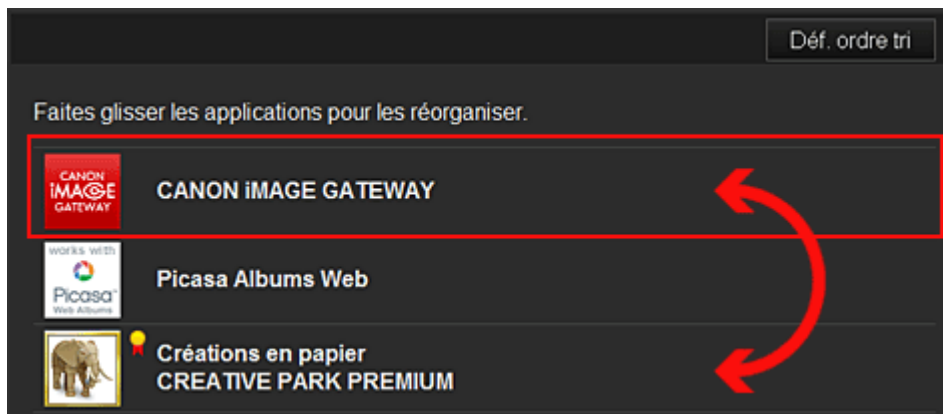 Déf. ordre tri
Faites glisser les applications pour les réorganiser.
CANON
iMAGE
GATEWAY
CANON iMAGE GATEWAY
works with
Picasa™
Web Albums
Picasa Albums Web
Créations en papier
CREATIVE PARK PREMIUM